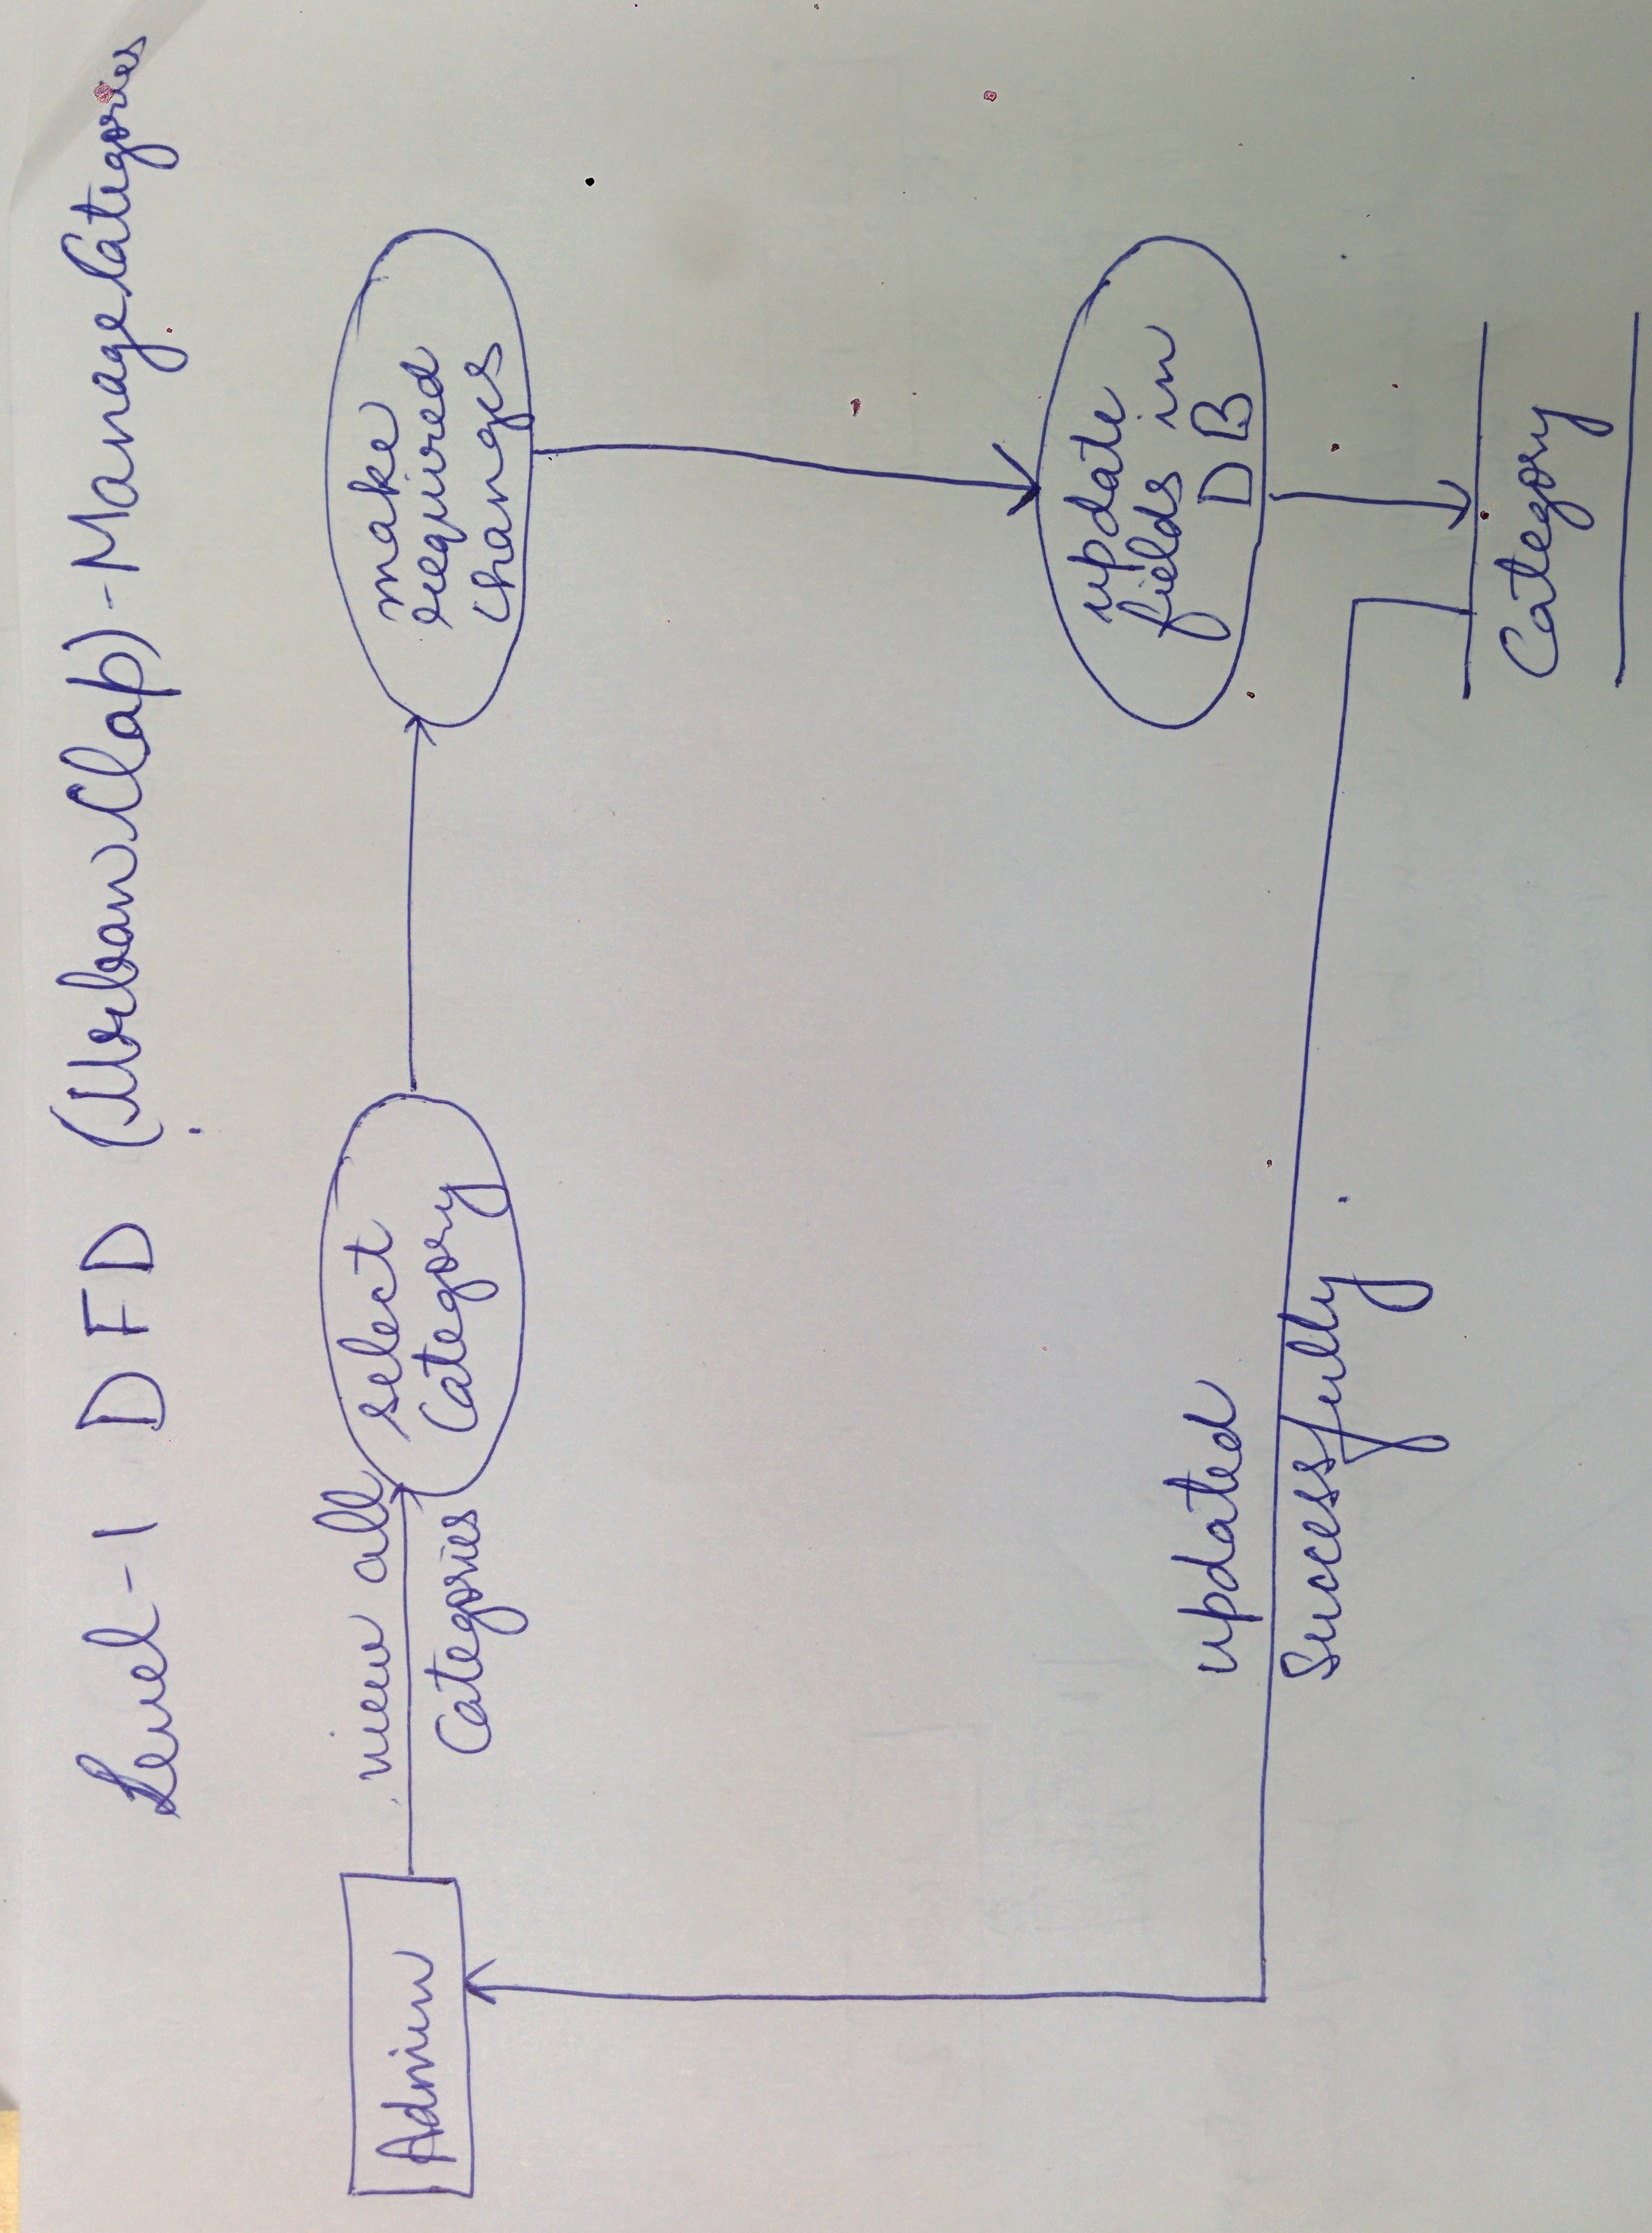 Level-1 DFD (UrbanClap)-Manage Categories
Admin
view all
Categories
select
Category
make
required
changes
update
fields in
DB
updated
Successfully
Category